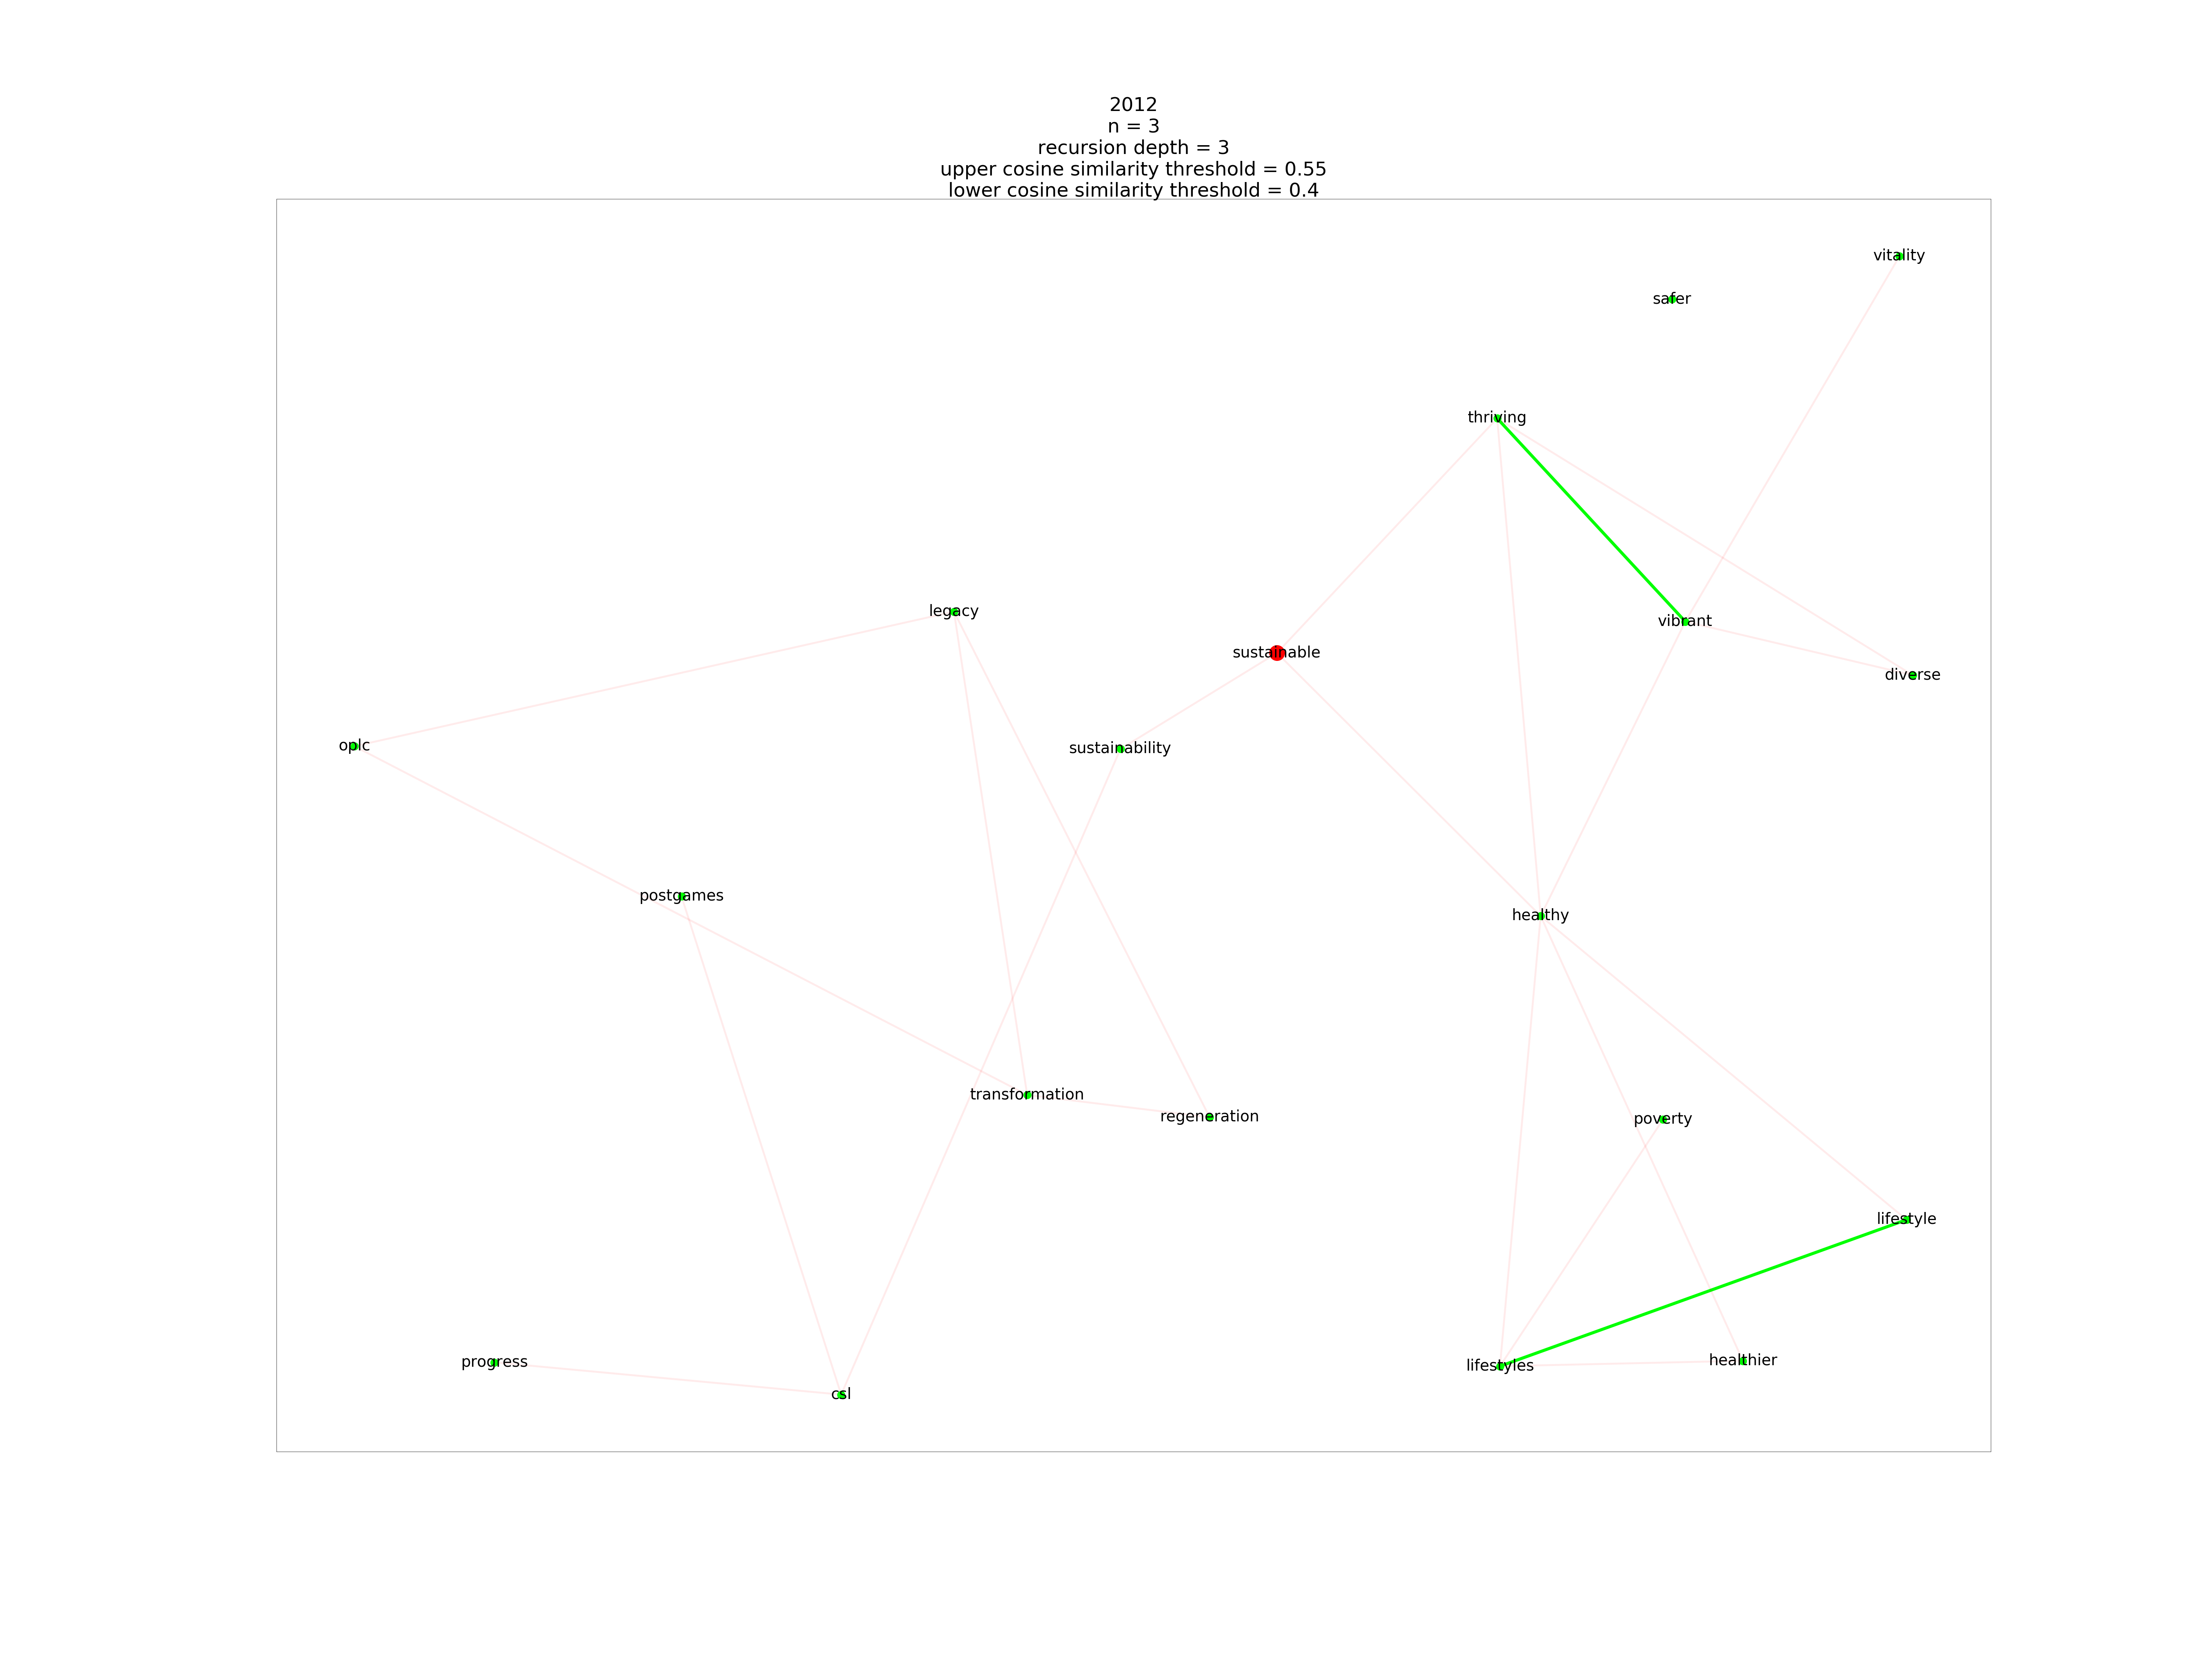 2012
n = 3
recursion depth = 3
upper cosine similarity threshold = 0.55
lower cosine similarity threshold = 0.4
vitality
safer
thriving
legacy
vibrant
sustainable
diverse
oplc
sustainability
postgames
healthy
transformation
regeneration
poverty
lifestyle
progress
lifestyles
healthier
csl